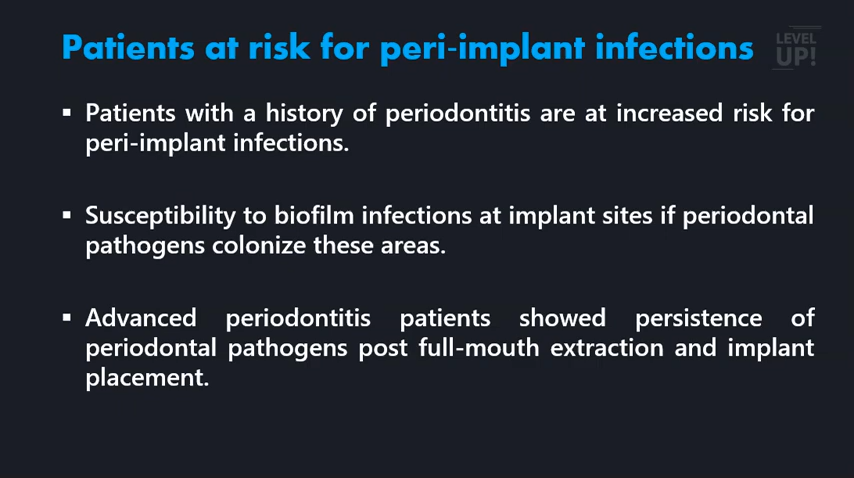 Patients at risk for peri-implant infections
LEVEL
UP!
▪ Patients with a history of periodontitis are at increased risk for
peri-implant infections.
▪ Susceptibility to biofilm infections at implant sites if periodontal
pathogens colonize these areas.
▪ Advanced periodontitis patients showed persistence of
periodontal pathogens post full-mouth extraction and implant
placement.